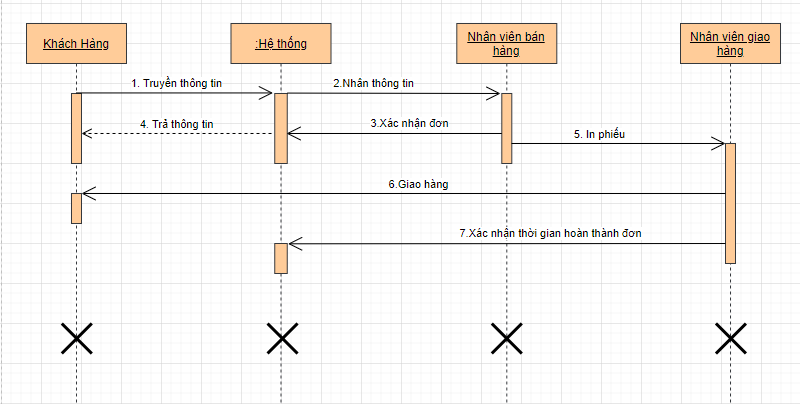 Khách Hàng
:Hệ thống
Nhân viên bán
hàng
Nhân viên giao
hàng
1. Truyền thông tin
2.Nhân thông tin
4. Trả thông tin
3.Xác nhận đơn
5. In phiếu
6.Giao hàng
7.Xác nhận thời gian hoàn thành đơn